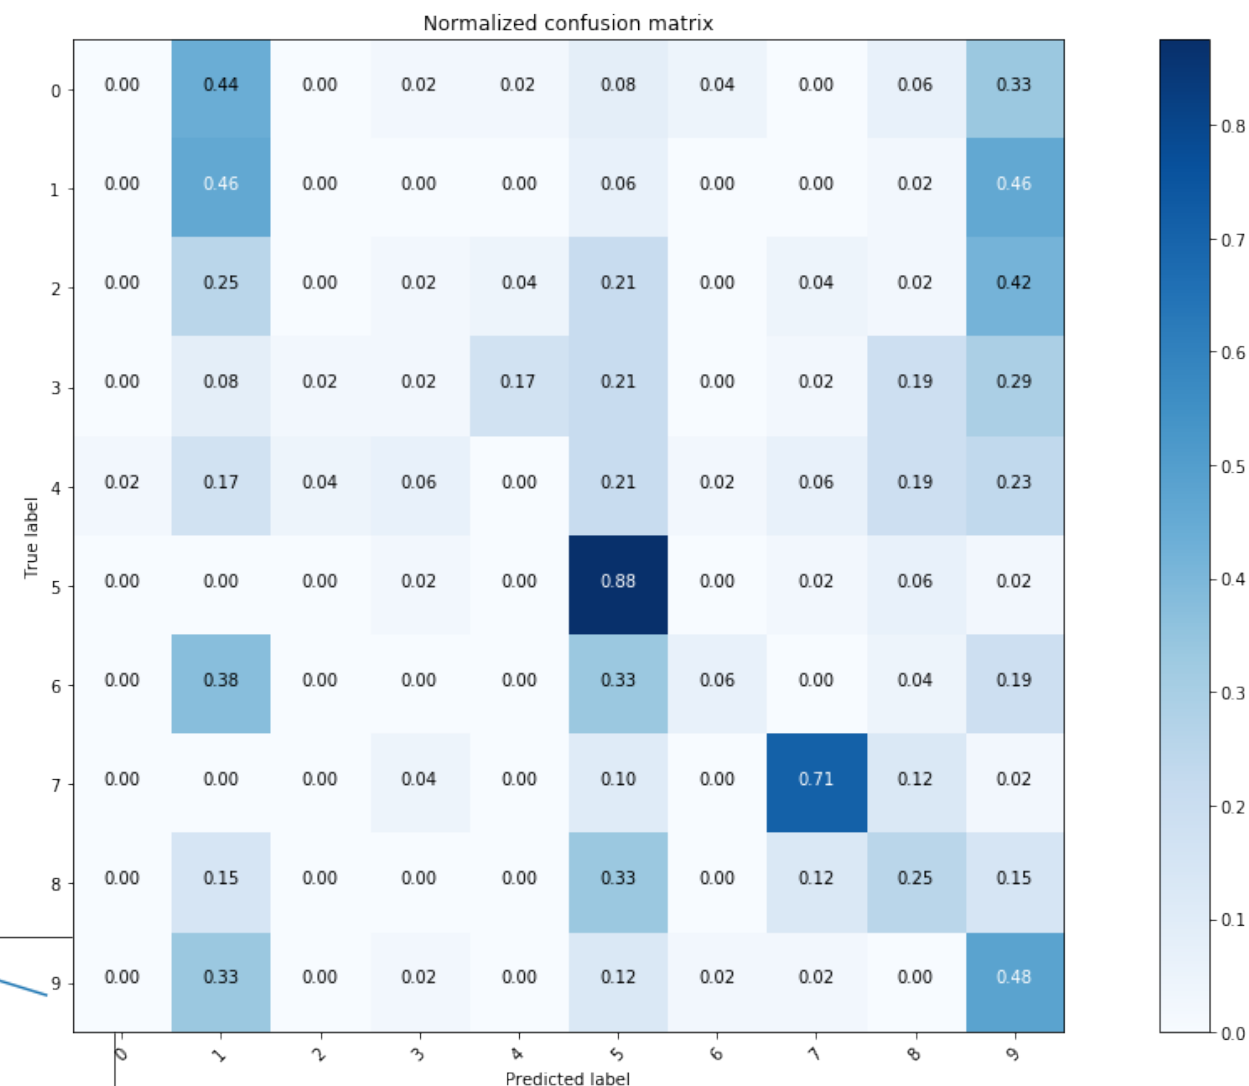 Normalized confusion matrix
0 0.00 0.44 0.00 0.02 0.02 0.08 0.04 0.00 0.06 0.33
1 0.00 0.46 0.00 0.00 0.00 0.06 0.00 0.00 0.02 0.46
2 0.00 0.25 0.00 0.02 0.04 0.21 0.00 0.04 0.02 0.42
3 0.00 0.08 0.02 0.02 0.17 0.21 0.00 0.02 0.19 0.29
4 0.02 0.17 0.04 0.06 0.00 0.21 0.02 0.06 0.19 0.23
5 0.00 0.00 0.00 0.02 0.00 0.88 0.00 0.02 0.06 0.02
6 0.00 0.38 0.00 0.00 0.00 0.33 0.06 0.00 0.04 0.19
7 0.00 0.00 0.00 0.04 0.00 0.10 0.00 0.71 0.12 0.02
8 0.00 0.15 0.00 0.00 0.00 0.33 0.00 0.12 0.25 0.15
9 0.00 0.33 0.00 0.02 0.00 0.12 0.02 0.02 0.00 0.48
True label
0 1 2 3 4 5 6 7 8 9
Predicted label
0.8
0.7
0.6
0.5
0.4
0.3
0.2
0.1
0.0